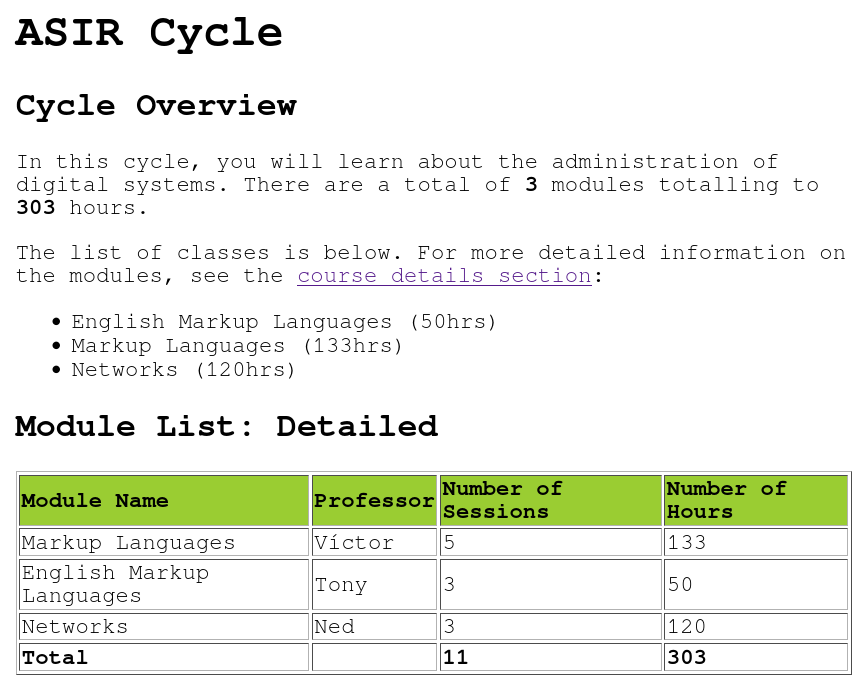 ASIR Cycle
Cycle Overview
In this cycle, you will learn about the administration of
digital systems. There are a total of 3 modules totalling to
303 hours.
The list of classes is below. For more detailed information on
the modules, see the course details section:
• English Markup Languages (50hrs)
• Markup Languages (133hrs)
• Networks (120hrs)
Module List: Detailed
Module Name Professor Number of Sessions Number of Hours
Markup Languages Víctor 5 133
English Markup Languages Tony 3 50
Networks Ned 3 120
Total 11 303